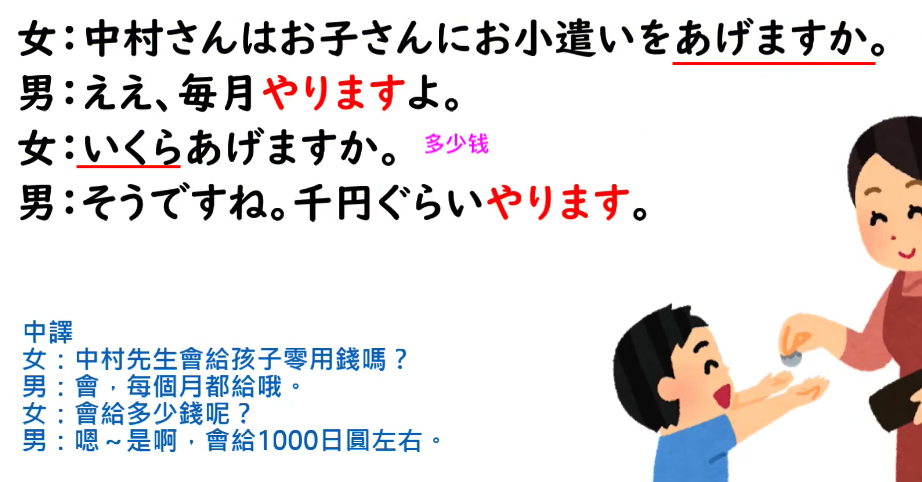 女：中村さんはお子さんにお小遣いをあげますか。
男：ええ、毎月やりますよ。
女：いくらあげますか。 多少钱
男：そうですね。千円ぐらいやります。
中譯
女：中村先生會給孩子零用錢嗎？
男：會，每個月都給哦。
女：會給多少錢呢？
男：嗯～是啊，會給1000日圓左右。